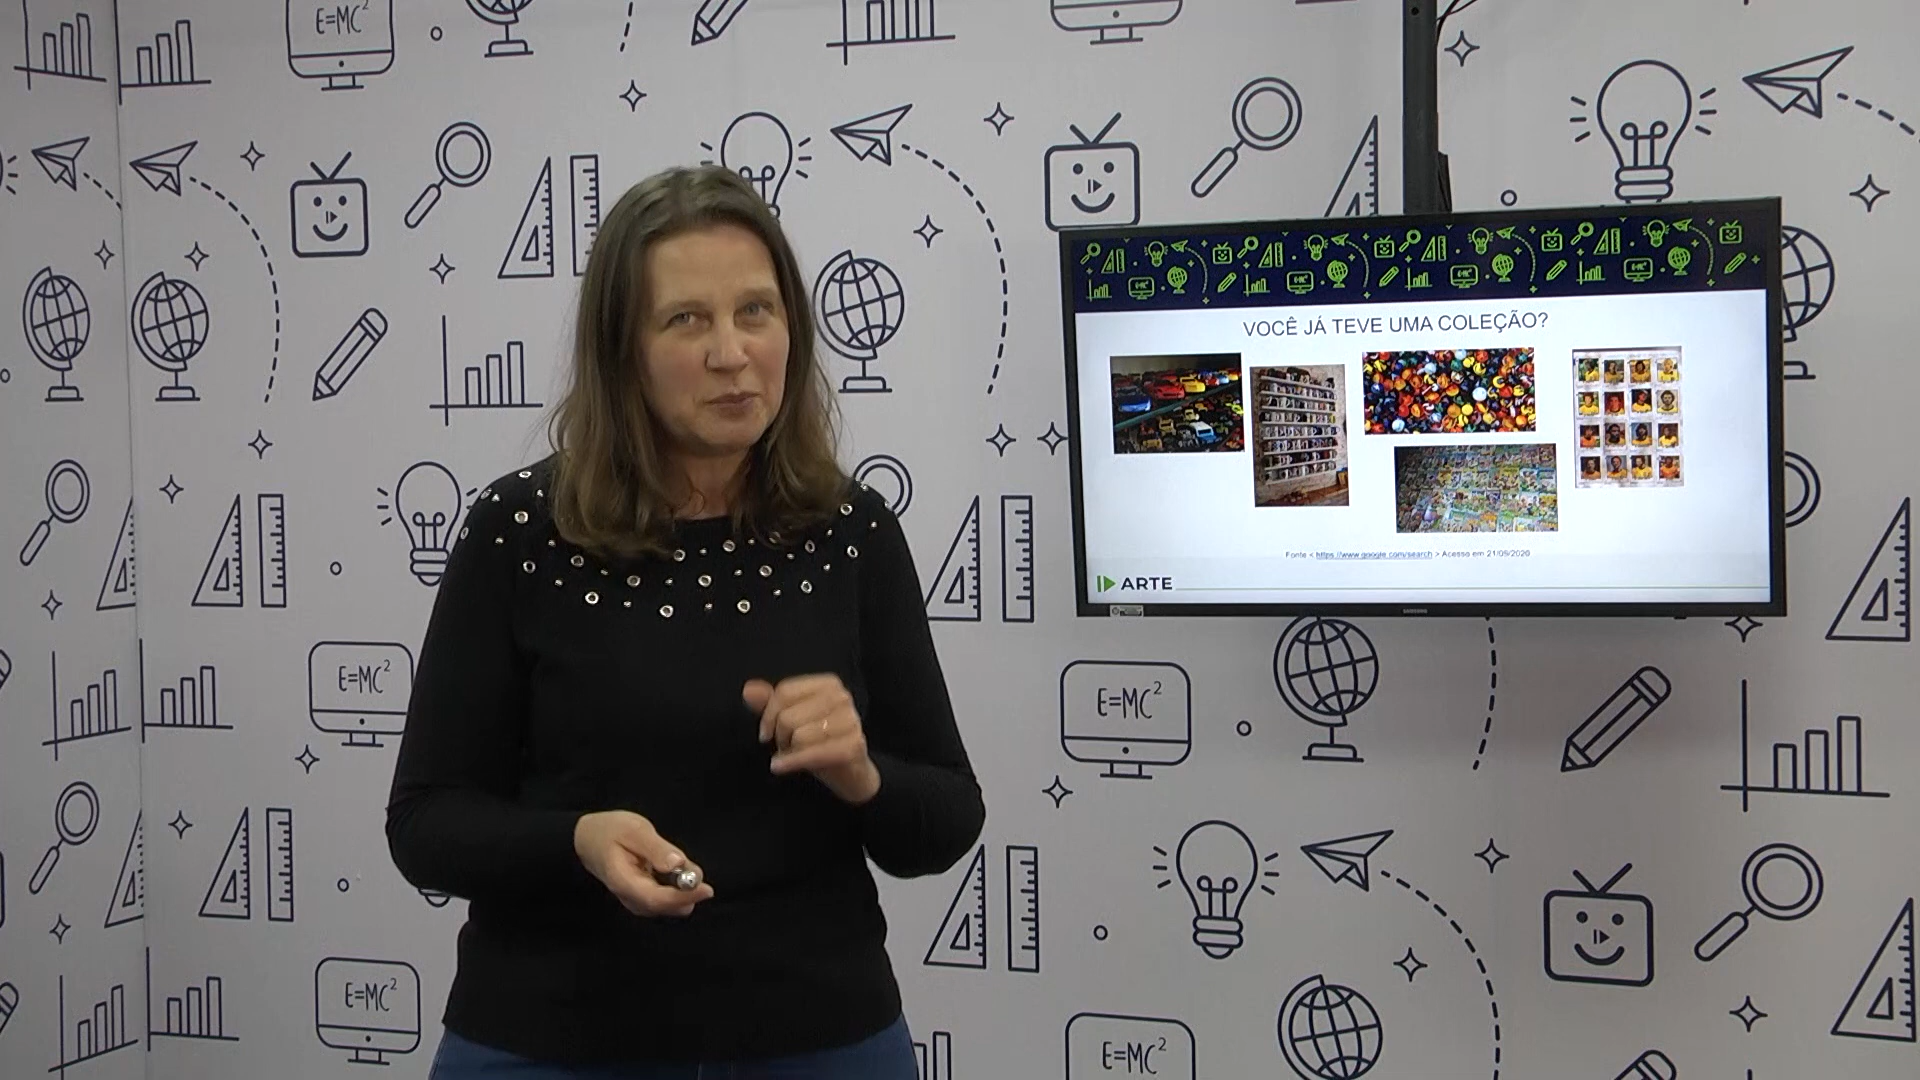 E=MC²
VOCÊ JÁ TEVE UMA COLEÇÃO?
Fonte < https://www.google.com/search > Acesso em 21/05/2020
ARTE
SAMSUNG
E=MC²
E=MC²
E=MC²
E=MC²